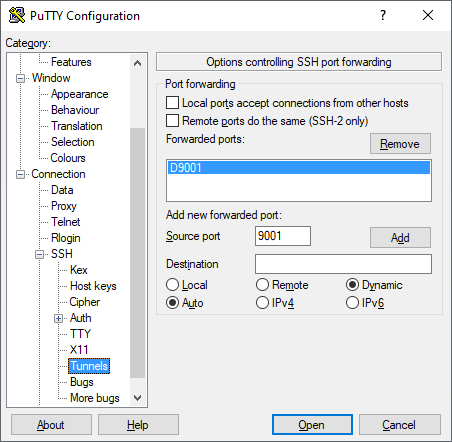 PuTTY Configuration
?
Category:
Features
Window
Appearance
Behaviour
Translation
Selection
Colours
Connection
Data
Proxy
Telnet
Rlogin
SSH
Kex
Host keys
Cipher
Auth
TTY
X11
Tunnels
Bugs
More bugs
Options controlling SSH port forwarding
Port forwarding
Local ports accept connections from other hosts
Remote ports do the same (SSH-2 only)
Forwarded ports:
Remove
D9001
Add new forwarded port:
Source port 9001 Add
Destination
Local Remote Dynamic
Auto IPv4 IPv6
About Help Open Cancel